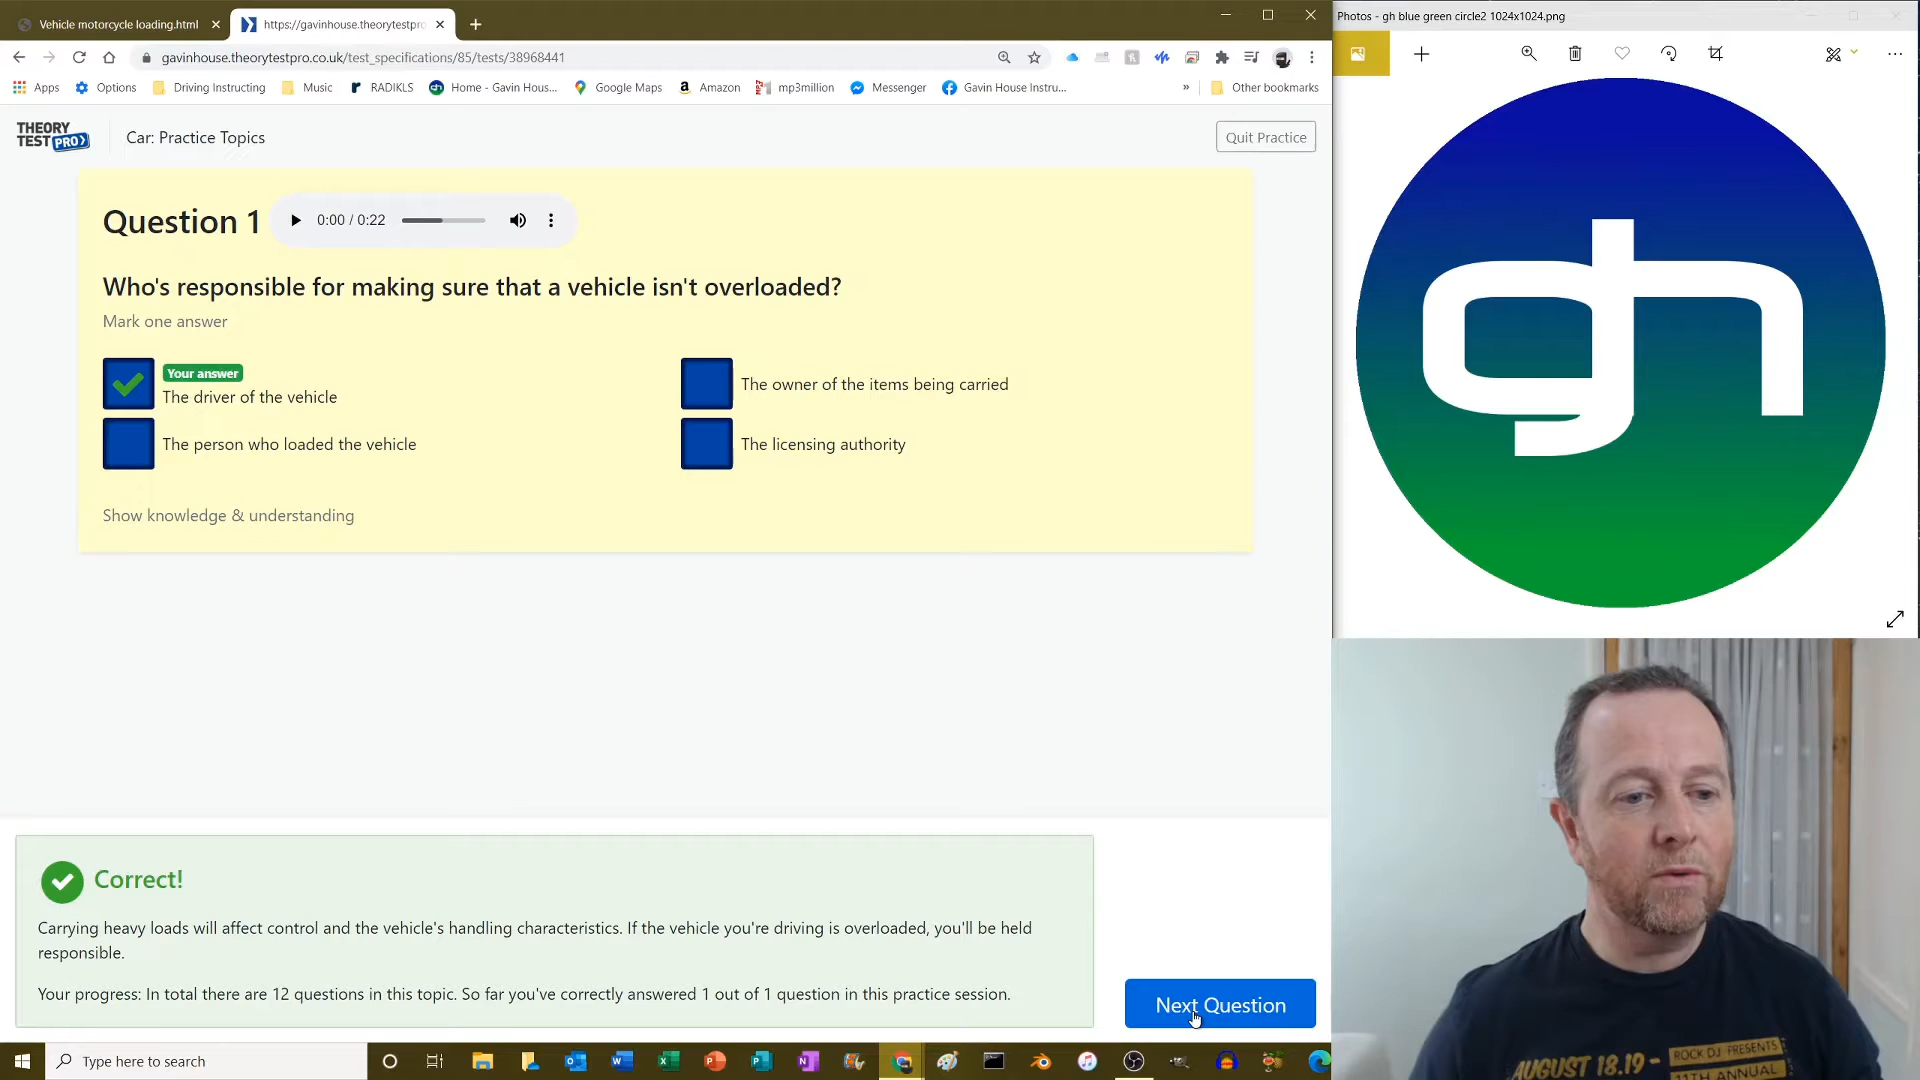 Vehicle motorcycle loading.html
https://gavinhouse.theorytestpro
Photos - gh blue green circle2 1024x1024.png
gavinhouse.theorytestpro.co.uk/test_specifications/85/tests/38968441
Apps
Options
Driving Instructing
Music
RADIKLS
Home - Gavin Hous...
Google Maps
Amazon
mp3million
Messenger
Gavin House Instru...
»
Other bookmarks
THEORY
TEST PRO
Car: Practice Topics
Quit Practice
gh
Question 1
0:00 / 0:22
Who's responsible for making sure that a vehicle isn't overloaded?
Mark one answer
Your answer
The driver of the vehicle
The owner of the items being carried
The person who loaded the vehicle
The licensing authority
Show knowledge & understanding
Correct!
Carrying heavy loads will affect control and the vehicle's handling characteristics. If the vehicle you're driving is overloaded, you'll be held
responsible.
Your progress: In total there are 12 questions in this topic. So far you've correctly answered 1 out of 1 question in this practice session.
Next Question
Type here to search
AUGUST 18.19 -
ROCK DJ PRESENTS
11TH ANNUAL